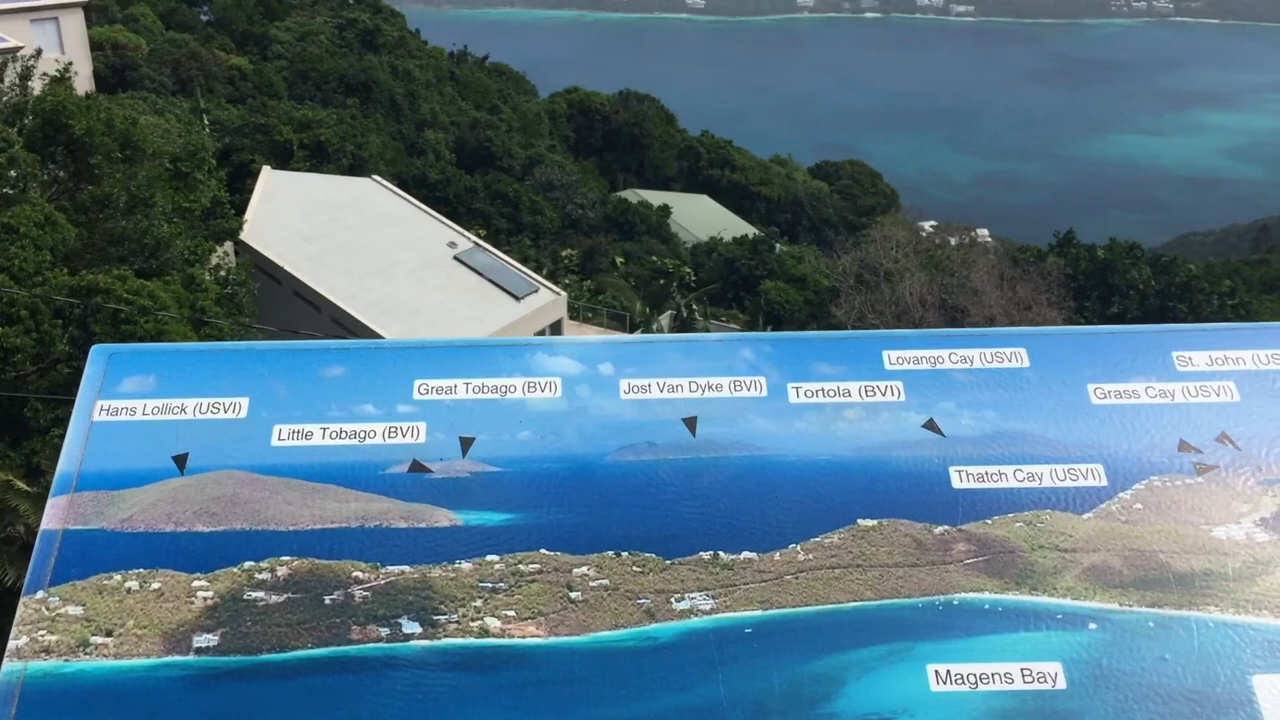 Lovango Cay (USVI)
St. John (US
Great Tobago (BVI)
Jost Van Dyke (BVI)
Tortola (BVI)
Grass Cay (USVI)
Hans Lollick (USVI)
Little Tobago (BVI)
Thatch Cay (USVI)
Magens Bay